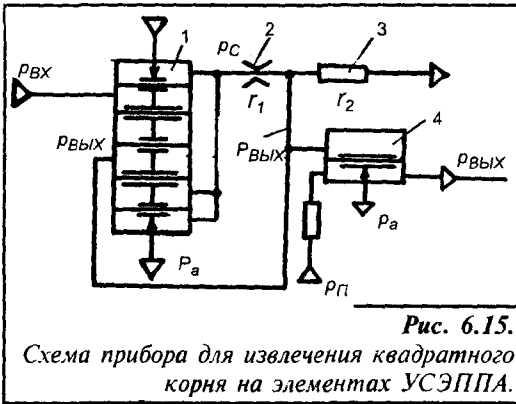 1
p_C
2
3
p_ВХ
r_1
r_2
4
p_ВЫХ
P_ВЫХ
p_ВЫХ
p_a
P_a
p_П
Рис. 6.15.
Схема прибора для извлечения квадратного
корня на элементах УСЭППА.